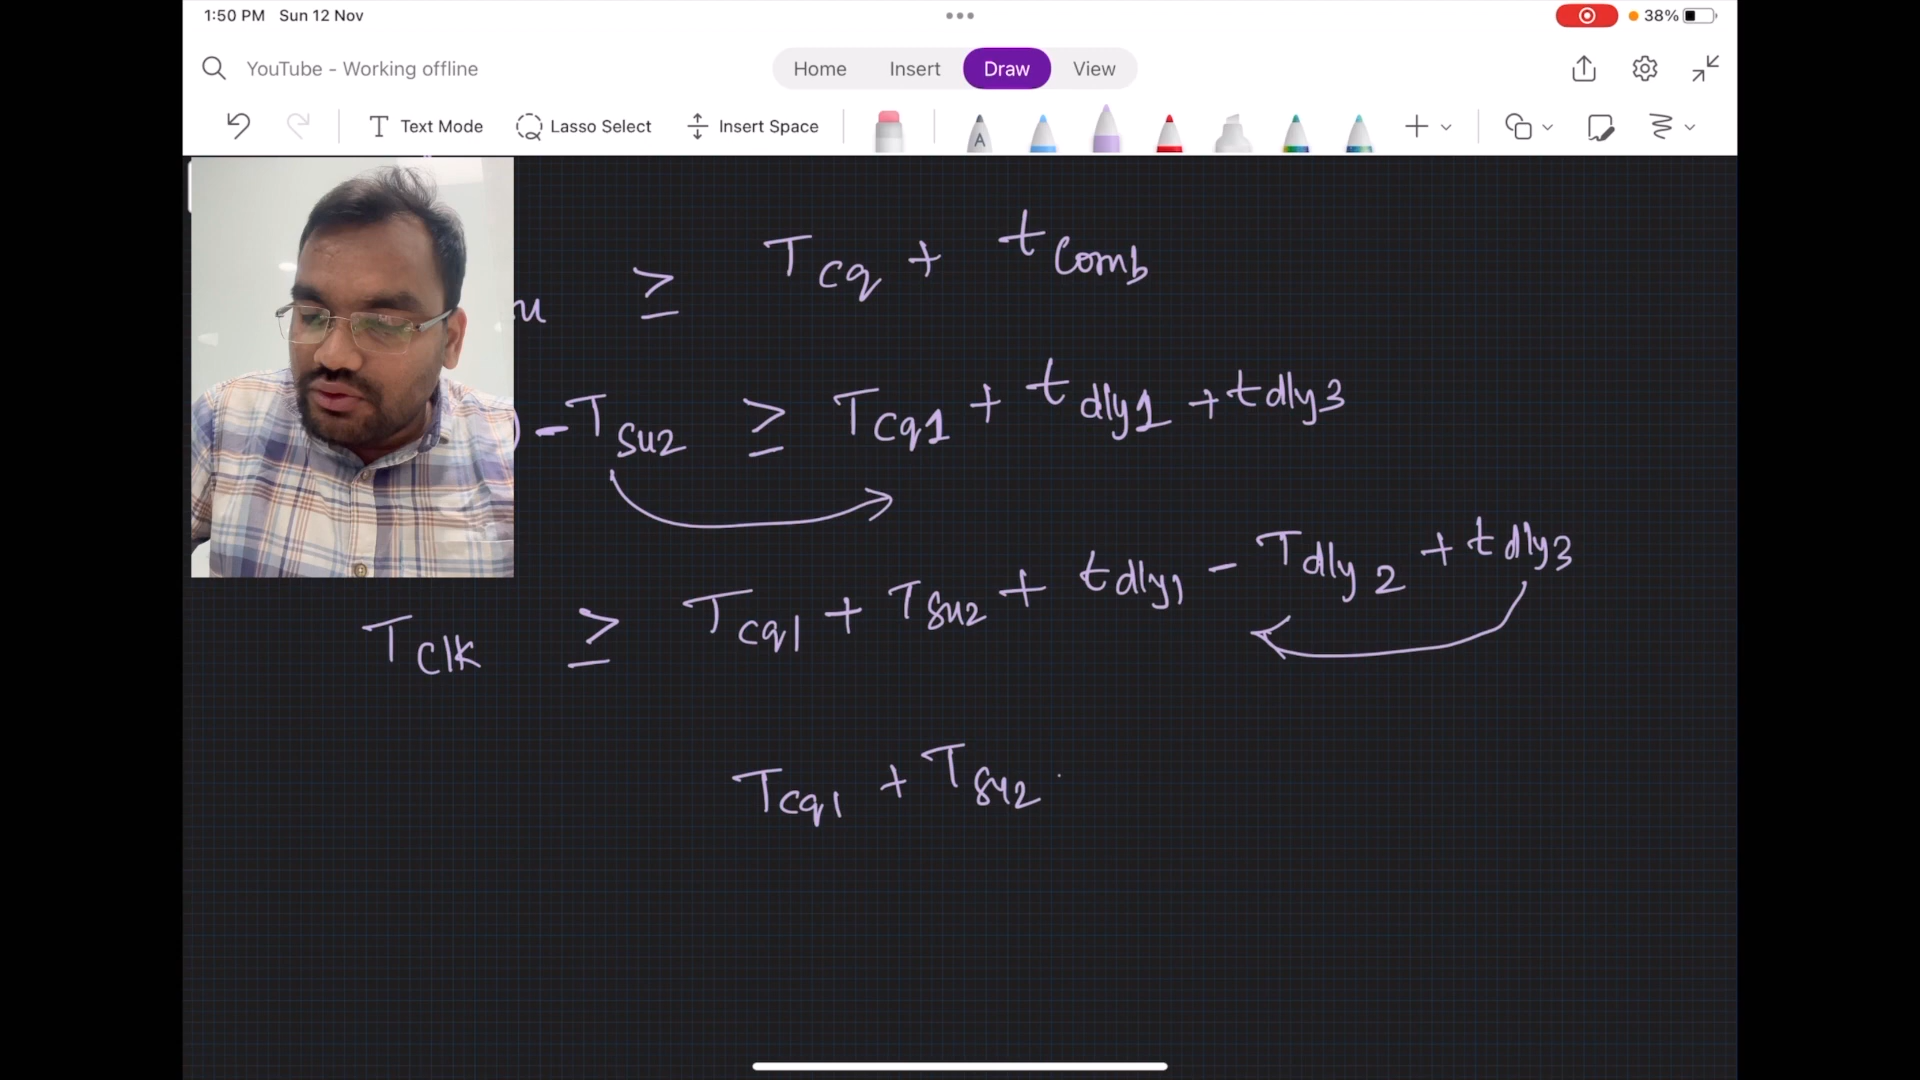 1:50 PM Sun 12 Nov
38%
YouTube - Working offline
Home Insert Draw View
Text Mode Lasso Select Insert Space
A
u ≥ Tcq + tcomb
) - Tsu2 ≥ Tcq1 + tdly1 + tdly3
Tclk ≥ Tcq1 + Tsu2 + tdly1 - Tdly2 + tdly3
Tcq1 + Tsu2